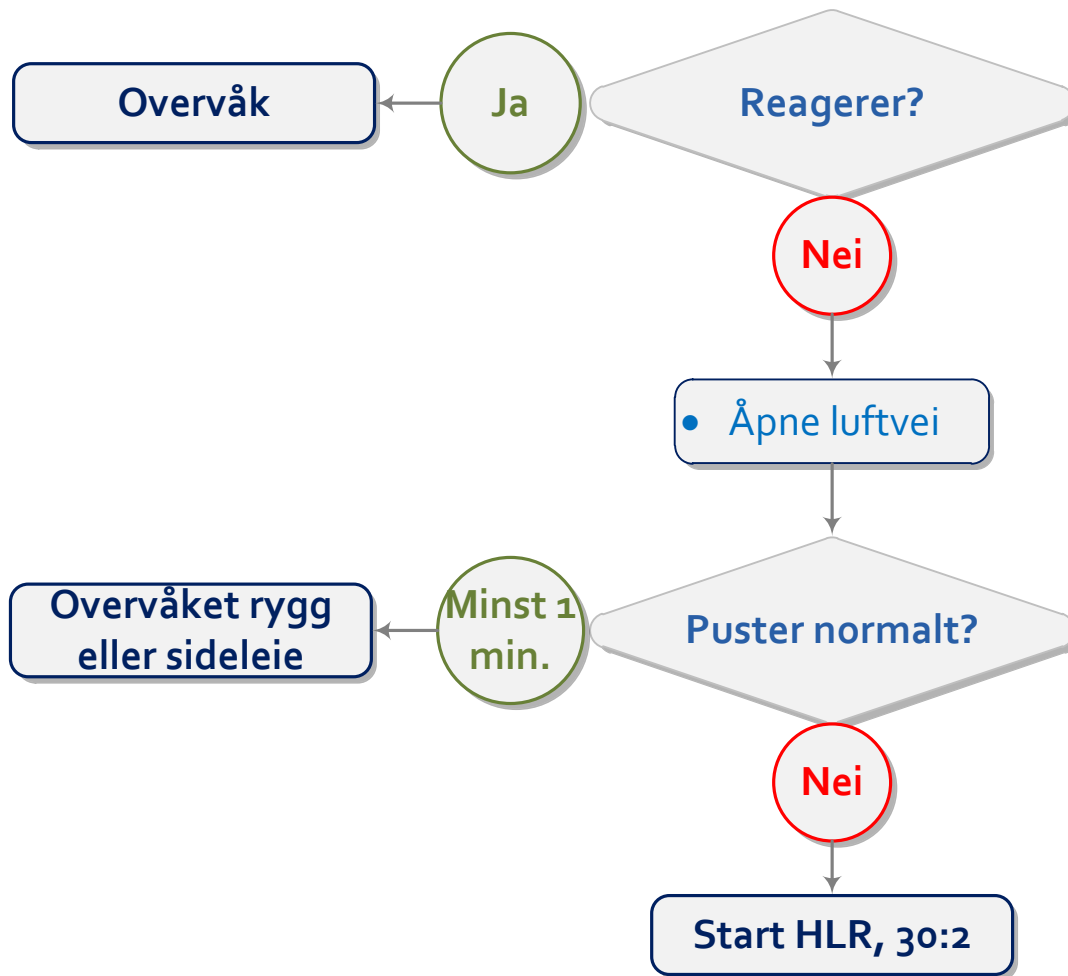 Overvåk
Ja
Reagerer?
Nei
• Åpne luftvei
Overvåket rygg
eller sideleie
Minst 1
min.
Puster normalt?
Nei
Start HLR, 30:2